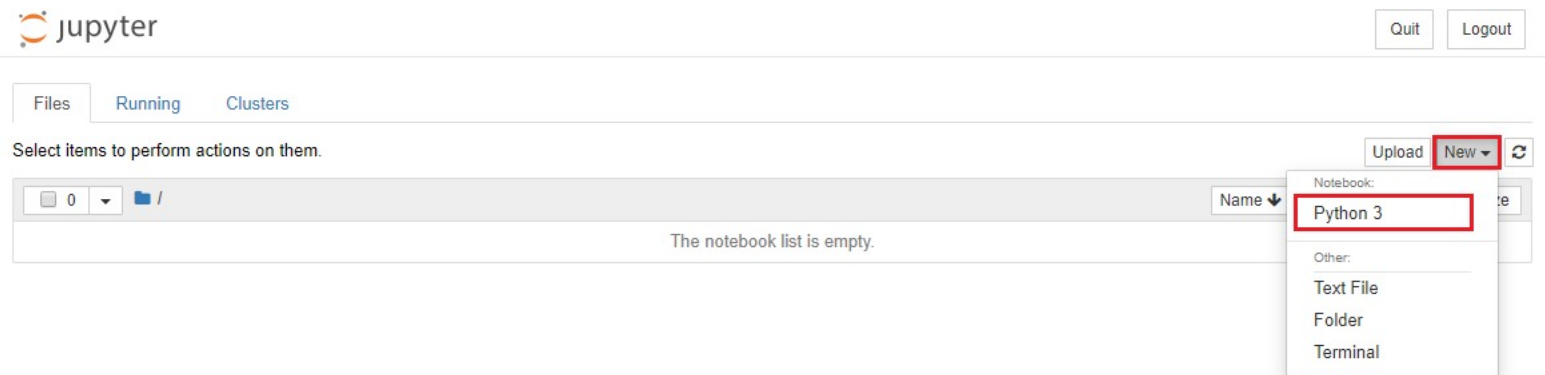 jupyter
Quit Logout
Files Running Clusters
Select items to perform actions on them.
Upload New
0 / Name
Notebook:
Python 3
The notebook list is empty.
Other:
Text File
Folder
Terminal